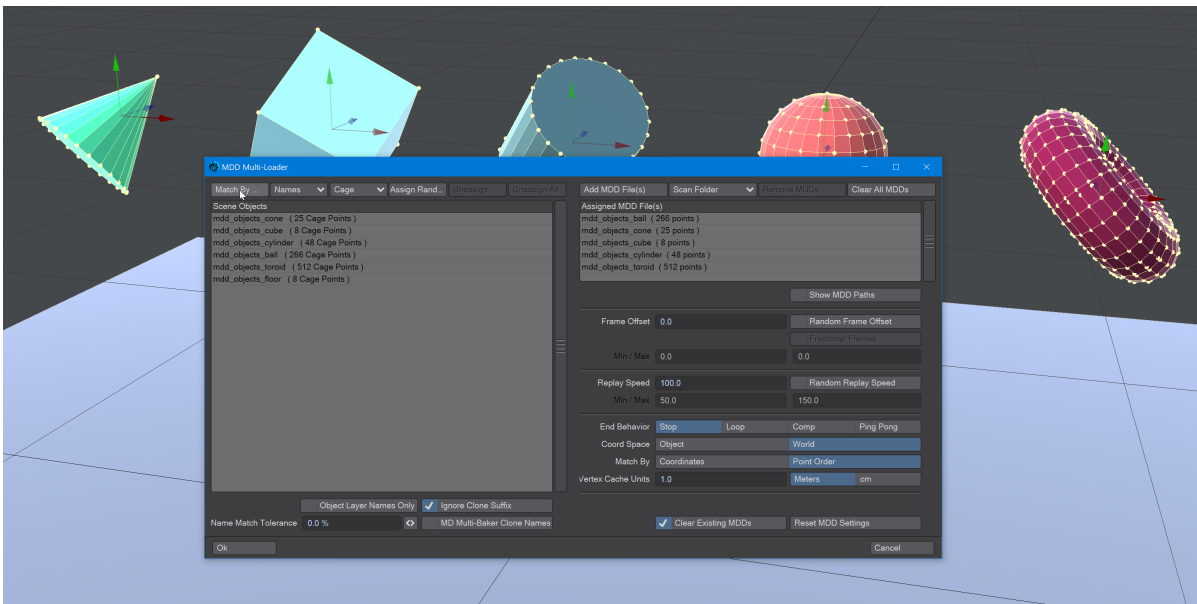 MDD Multi-Loader
Match By ... Names Cage Assign Rand... Unassign Unassign All
Scene Objects
mdd_objects_cone ( 25 Cage Points )
mdd_objects_cube ( 8 Cage Points )
mdd_objects_cylinder ( 48 Cage Points )
mdd_objects_ball ( 266 Cage Points )
mdd_objects_toroid ( 512 Cage Points )
mdd_objects_floor ( 8 Cage Points )
Object Layer Names Only Ignore Clone Suffix
Name Match Tolerance 0.0 % MD Multi-Baker Clone Names
Add MDD File(s) Scan Folder Remove MDDs Clear All MDDs
Assigned MDD File(s)
mdd_objects_ball ( 266 points )
mdd_objects_cone ( 25 points )
mdd_objects_cube ( 8 points )
mdd_objects_cylinder ( 48 points )
mdd_objects_toroid ( 512 points )
Show MDD Paths
Frame Offset 0.0 Random Frame Offset
Fractional Frames
Min / Max 0.0 0.0
Replay Speed 100.0 Random Replay Speed
Min / Max 50.0 150.0
End Behavior Stop Loop Comp Ping Pong
Coord Space Object World
Match By Coordinates Point Order
Vertex Cache Units 1.0 Meters cm
Clear Existing MDDs Reset MDD Settings
Ok Cancel